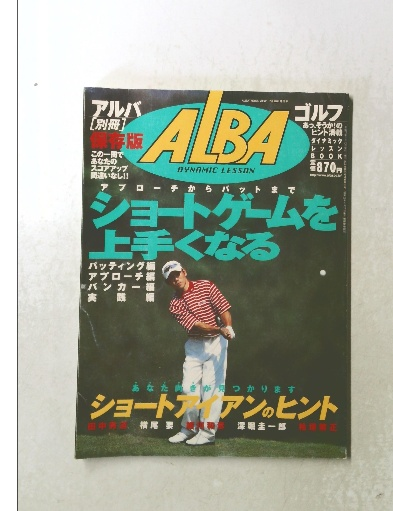 アルバ
[別冊]
保存版
この一冊で
あなたの
スコアアップ
間違いなし!!
ALBA
DYNAMIC LESSON
ゴルフ
あっ、そうか!の
ヒント満載
ダイナミック
レッスン
BOOK
定価870円
アプローチからパットまで
ショートゲームを
上手くなる
パッティング編
アプローチ編
バンカー編
実戦編
あなた向きが見つかります
ショートアイアンのヒント
横尾要
深堀圭一郎